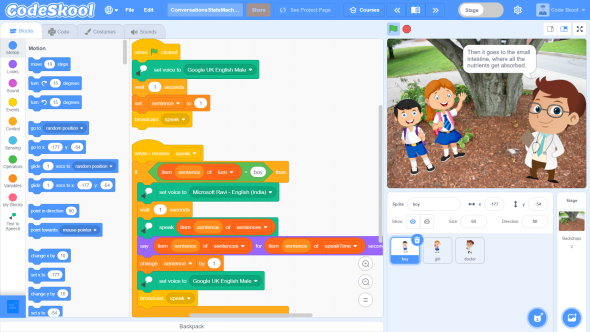 CodeSkool
File
Edit
ConversationsStateMach...
Share
See Project Page
Courses
Stage
Code Skool
Blocks
Code
Costumes
Sounds
Motion
Looks
Sound
Events
Control
Sensing
Operators
Variables
My Blocks
Text to
Speech
Motion
move 10 steps
turn 15 degrees
turn 15 degrees
go to random position
go to x: -177 y: -54
glide 1 secs to random position
glide 1 secs to x: -177 y: -54
point in direction 90
point towards mouse-pointer
change x by 10
set x to -177
change y by 10
set y to -54
when clicked
set voice to Google UK English Male
wait 1 seconds
set sentence to 1
broadcast speak
when I receive speak
if item sentence of turn = boy then
set voice to Microsoft Ravi - English (India)
wait 1 seconds
speak item sentence of sentences
say item sentence of sentences for item sentence of speakTime secon
change sentence by 1
set voice to Google UK English Male
broadcast speak
Backpack
Then it goes to the small
intestine, where all the
nutrients get absorbed.
Sprite boy x -177 y -54
Show Size Direction
boy
girl
doctor
Stage
Backdrops
2